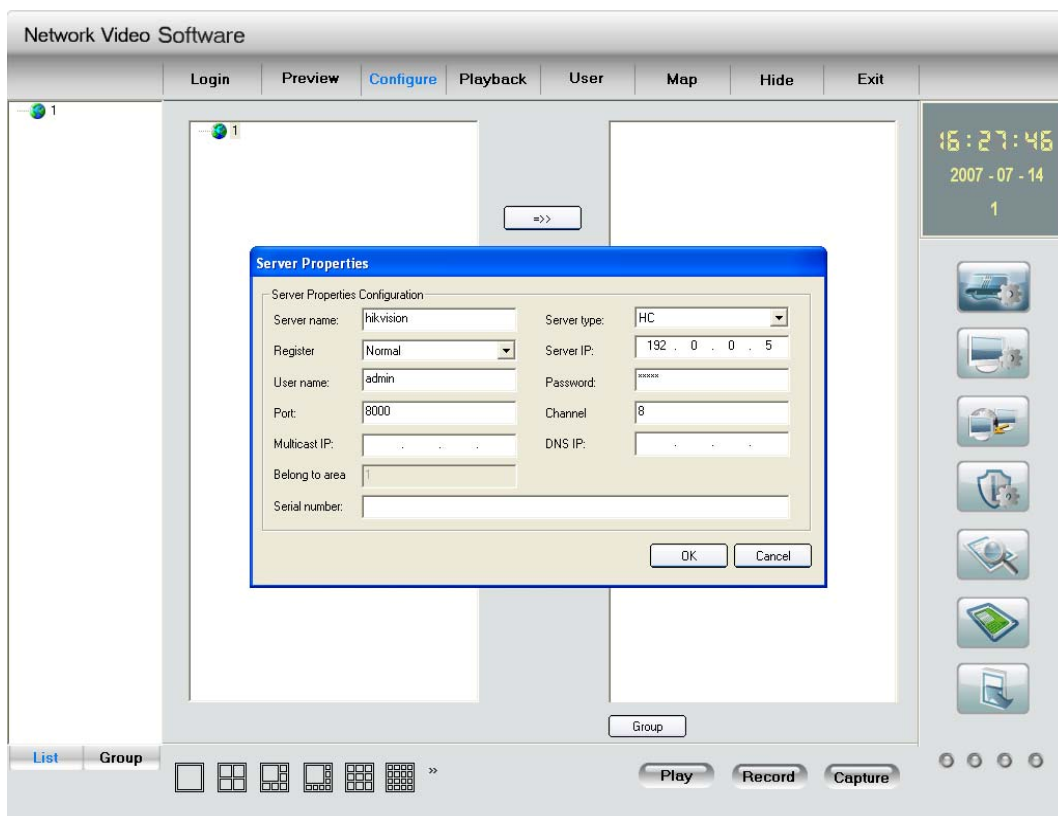 Network Video Software
Login Preview Configure Playback User Map Hide Exit
1
1
16:27:46
2007 - 07 - 14
1
=>>
Server Properties
Server Properties Configuration
Server name: hikvision Server type: HC
Register Normal Server IP: 192 . 0 . 0 . 5
User name: admin Password: xxxxx
Port: 8000 Channel 8
Multicast IP: . . . DNS IP: . . .
Belong to area 1
Serial number:
OK Cancel
Group
List Group
»
Play Record Capture